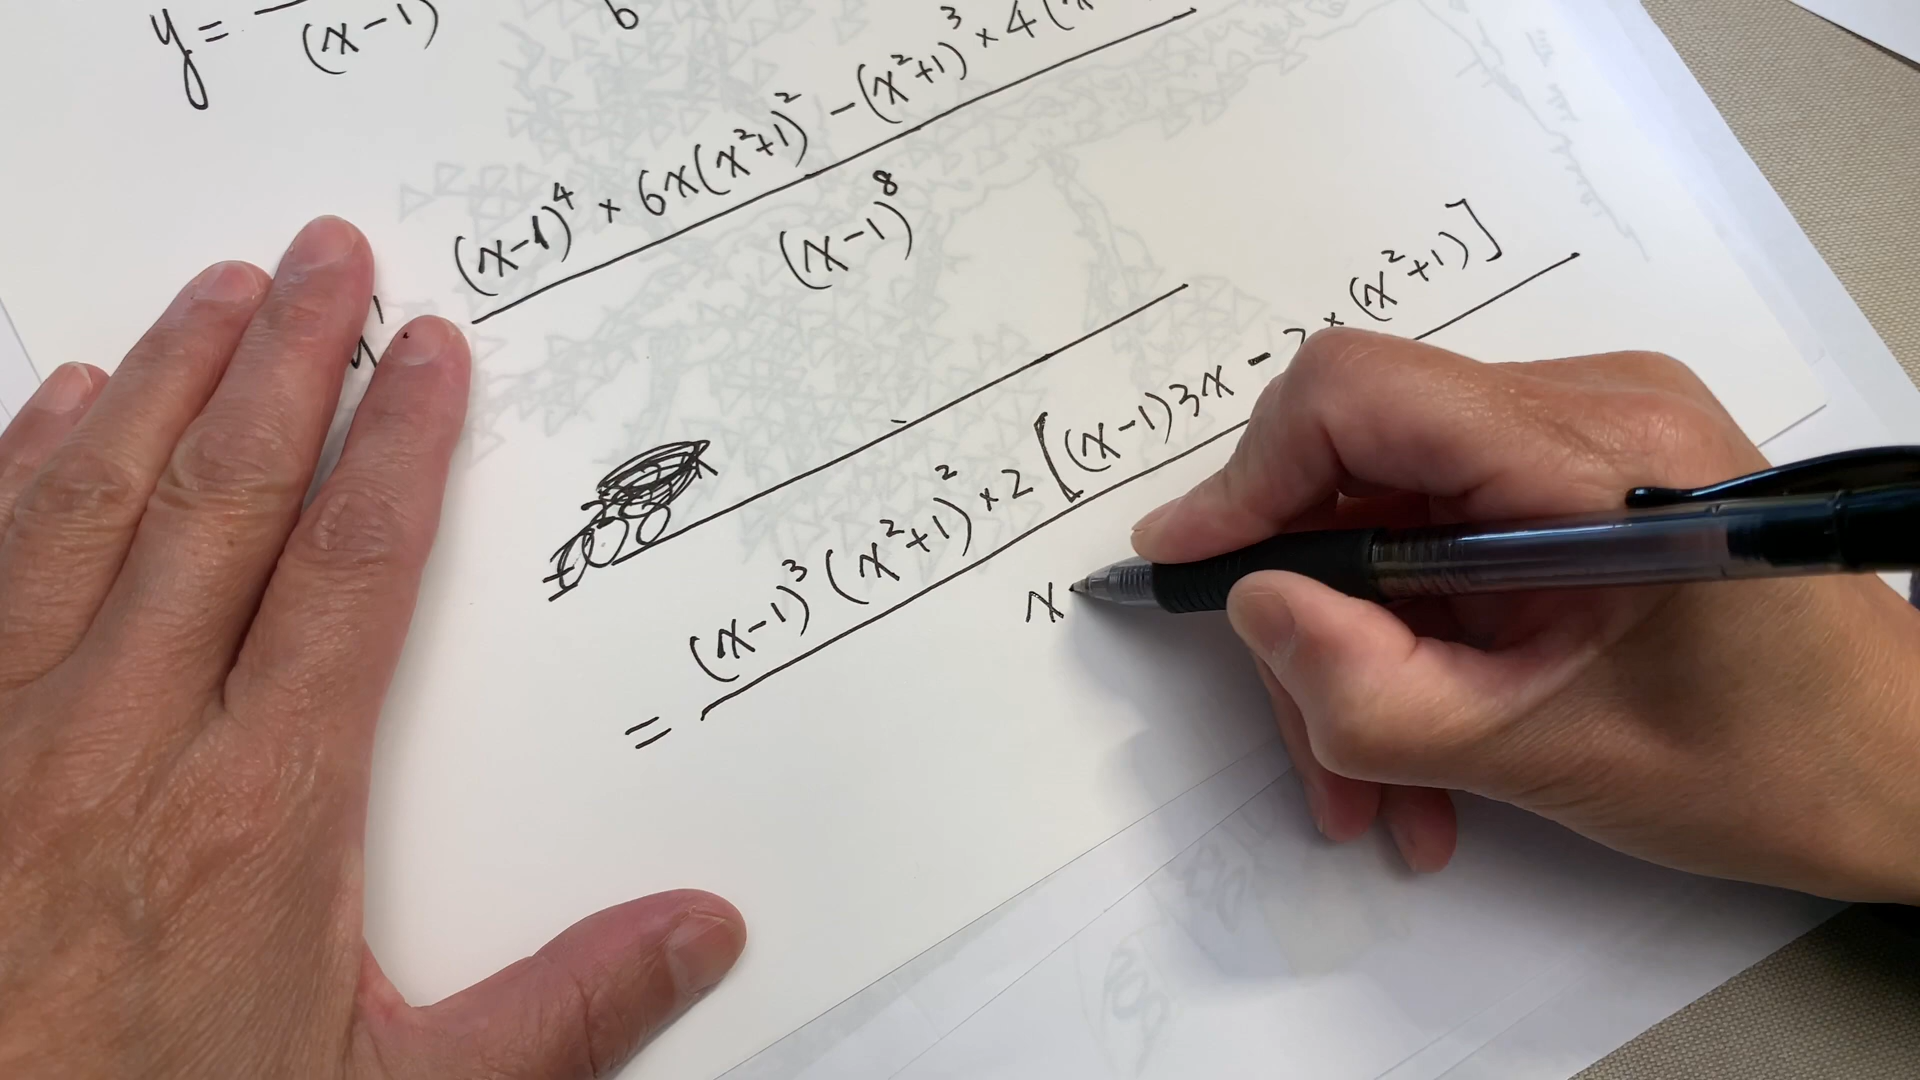 y = (x-1)
(x-1)⁴ × 6x(x²+1)² - (x²+1)³ × 4(x
y'
(x-1)⁸
(x-1)³(x²+1)² × 2[(x-1)3x - 2 × (x²+1)]
=
x